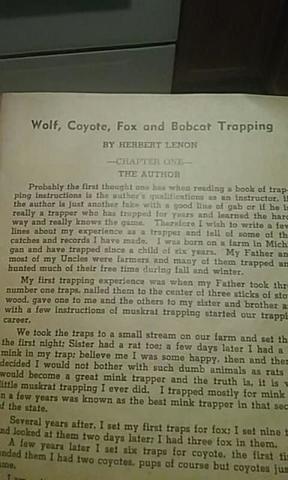 Wolf, Coyote, Fox and Bobcat Trapping
BY HERBERT LENON
—CHAPTER ONE—
THE AUTHOR
Probably the first thought one has when reading a book of trap-
ping instructions is the author's qualifications as an instructor, if
the author is just another fake with a good line of gab or if he is
really a trapper who has trapped for years and learned the hard
way and really knows the game. Therefore I wish to write a few
lines about my experience as a trapper and tell of some of the
catches and records I have made. I was born on a farm in Michi-
gan and have trapped since a child of six years. My Father and
most of my Uncles were farmers and many of them trapped and
hunted much of their free time during fall and winter.
My first trapping experience was when my Father took three
number one traps, nailed them to the center of three sticks of stove
wood, gave one to me and the others to my sister and brother and
with a few instructions of muskrat trapping started our trapping
career.
We took the traps to a small stream on our farm and set them
the first night; Sister had a rat toe; a few days later I had a
mink in my trap; believe me I was some happy, then and there
decided I would not bother with such dumb animals as rats
would become a great mink trapper and the truth is, it is v
little muskrat trapping I ever did. I trapped mostly for mink
in a few years was known as the best mink trapper in that sec
of the state.
Several years after, I set my first traps for fox; I set nine t
and looked at them two days later; I had three fox in them.
A few years later I set six traps for coyote, the first ti
nded them I had two coyotes, pups of course but coyotes jus
ame.